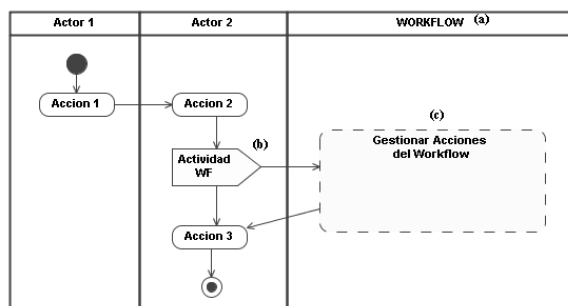 Actor 1
Actor 2
WORKFLOW (a)
Accion 1
Accion 2
(c)
Gestionar Acciones
del Workflow
(b)
Actividad
WF
Accion 3